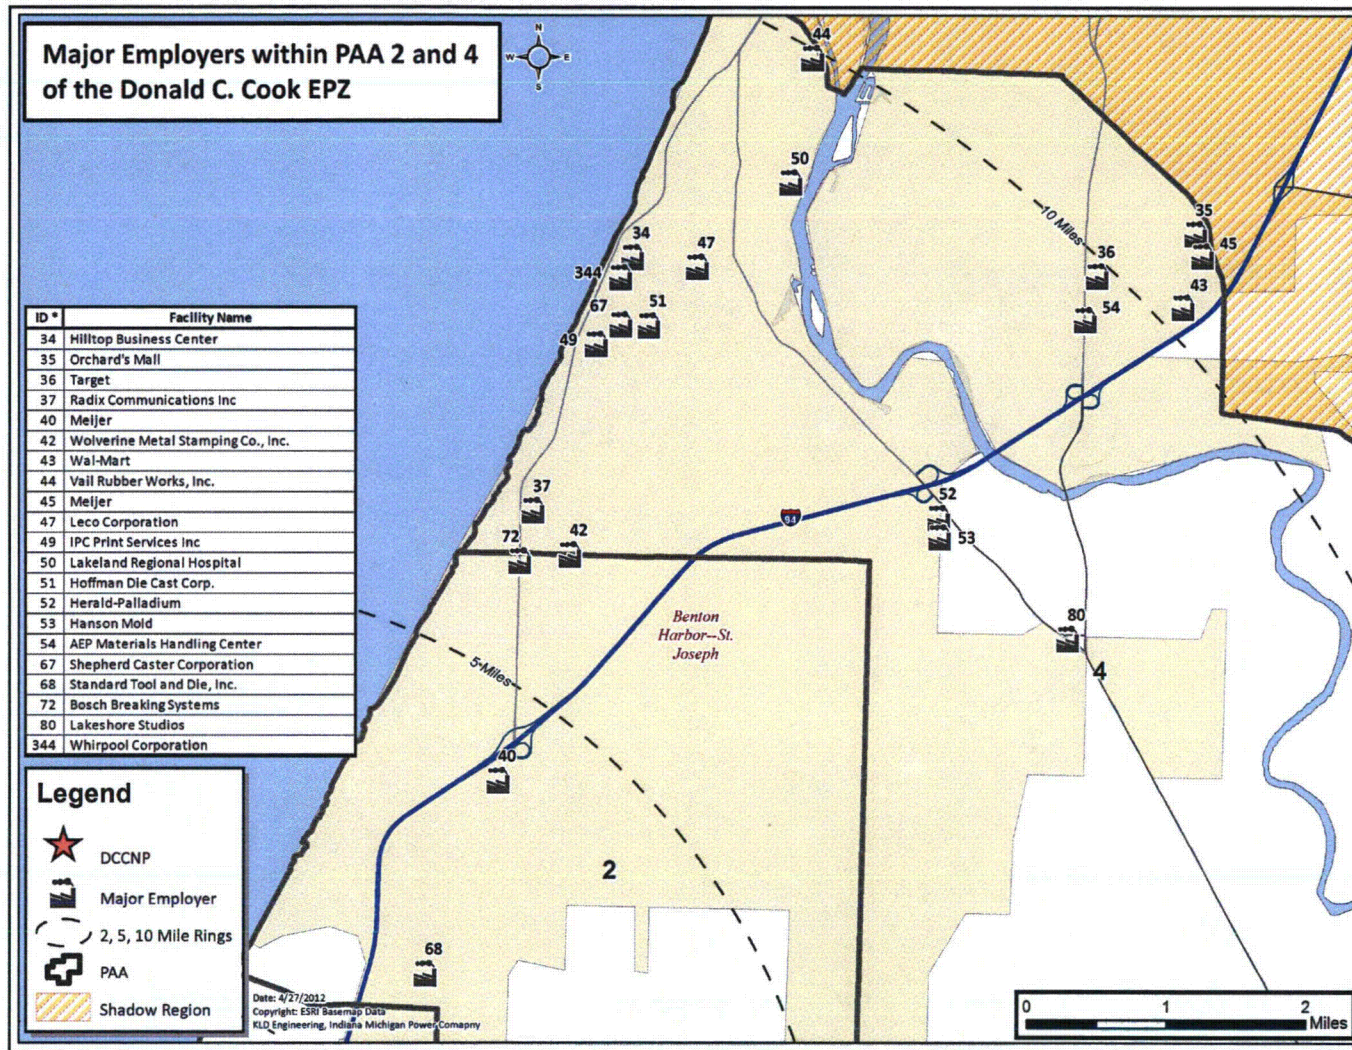 Major Employers within PAA 2 and 4
of the Donald C. Cook EPZ
N
W E
S
44
50
35
10 Miles
45
34
47
36
344
43
67
51
54
49
ID * Facility Name
34 Hilltop Business Center
35 Orchard's Mall
36 Target
37 Radix Communications Inc
40 Meijer
42 Wolverine Metal Stamping Co., Inc.
43 Wal-Mart
44 Vail Rubber Works, Inc.
45 Meijer
47 Leco Corporation
49 IPC Print Services Inc
50 Lakeland Regional Hospital
51 Hoffman Die Cast Corp.
52 Herald-Palladium
53 Hanson Mold
54 AEP Materials Handling Center
67 Shepherd Caster Corporation
68 Standard Tool and Die, Inc.
72 Bosch Breaking Systems
80 Lakeshore Studios
344 Whirpool Corporation
37
52
94
72
42
53
Benton
Harbor--St.
Joseph
80
5 Miles
4
40
2
68
Legend
DCCNP
Major Employer
2, 5, 10 Mile Rings
PAA
Shadow Region
Date: 4/27/2012
Copyright: ESRI Basemap Data
KLD Engineering, Indiana Michigan Power Comapny
0 1 2
Miles